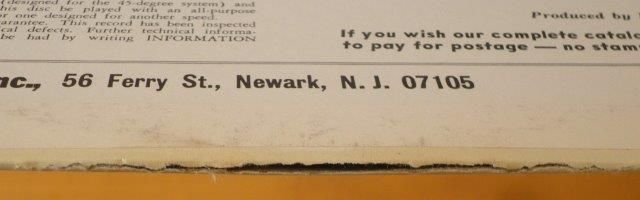 (designed for the 45-degree system) and
this disc be played with an all-purpose
or one designed for another speed.
arantee. This record has been inspected
ical defects. Further technical informa-
be had by writing INFORMATION
Produced by
If you wish our complete catalo
to pay for postage — no stam
nc., 56 Ferry St., Newark, N. J. 07105